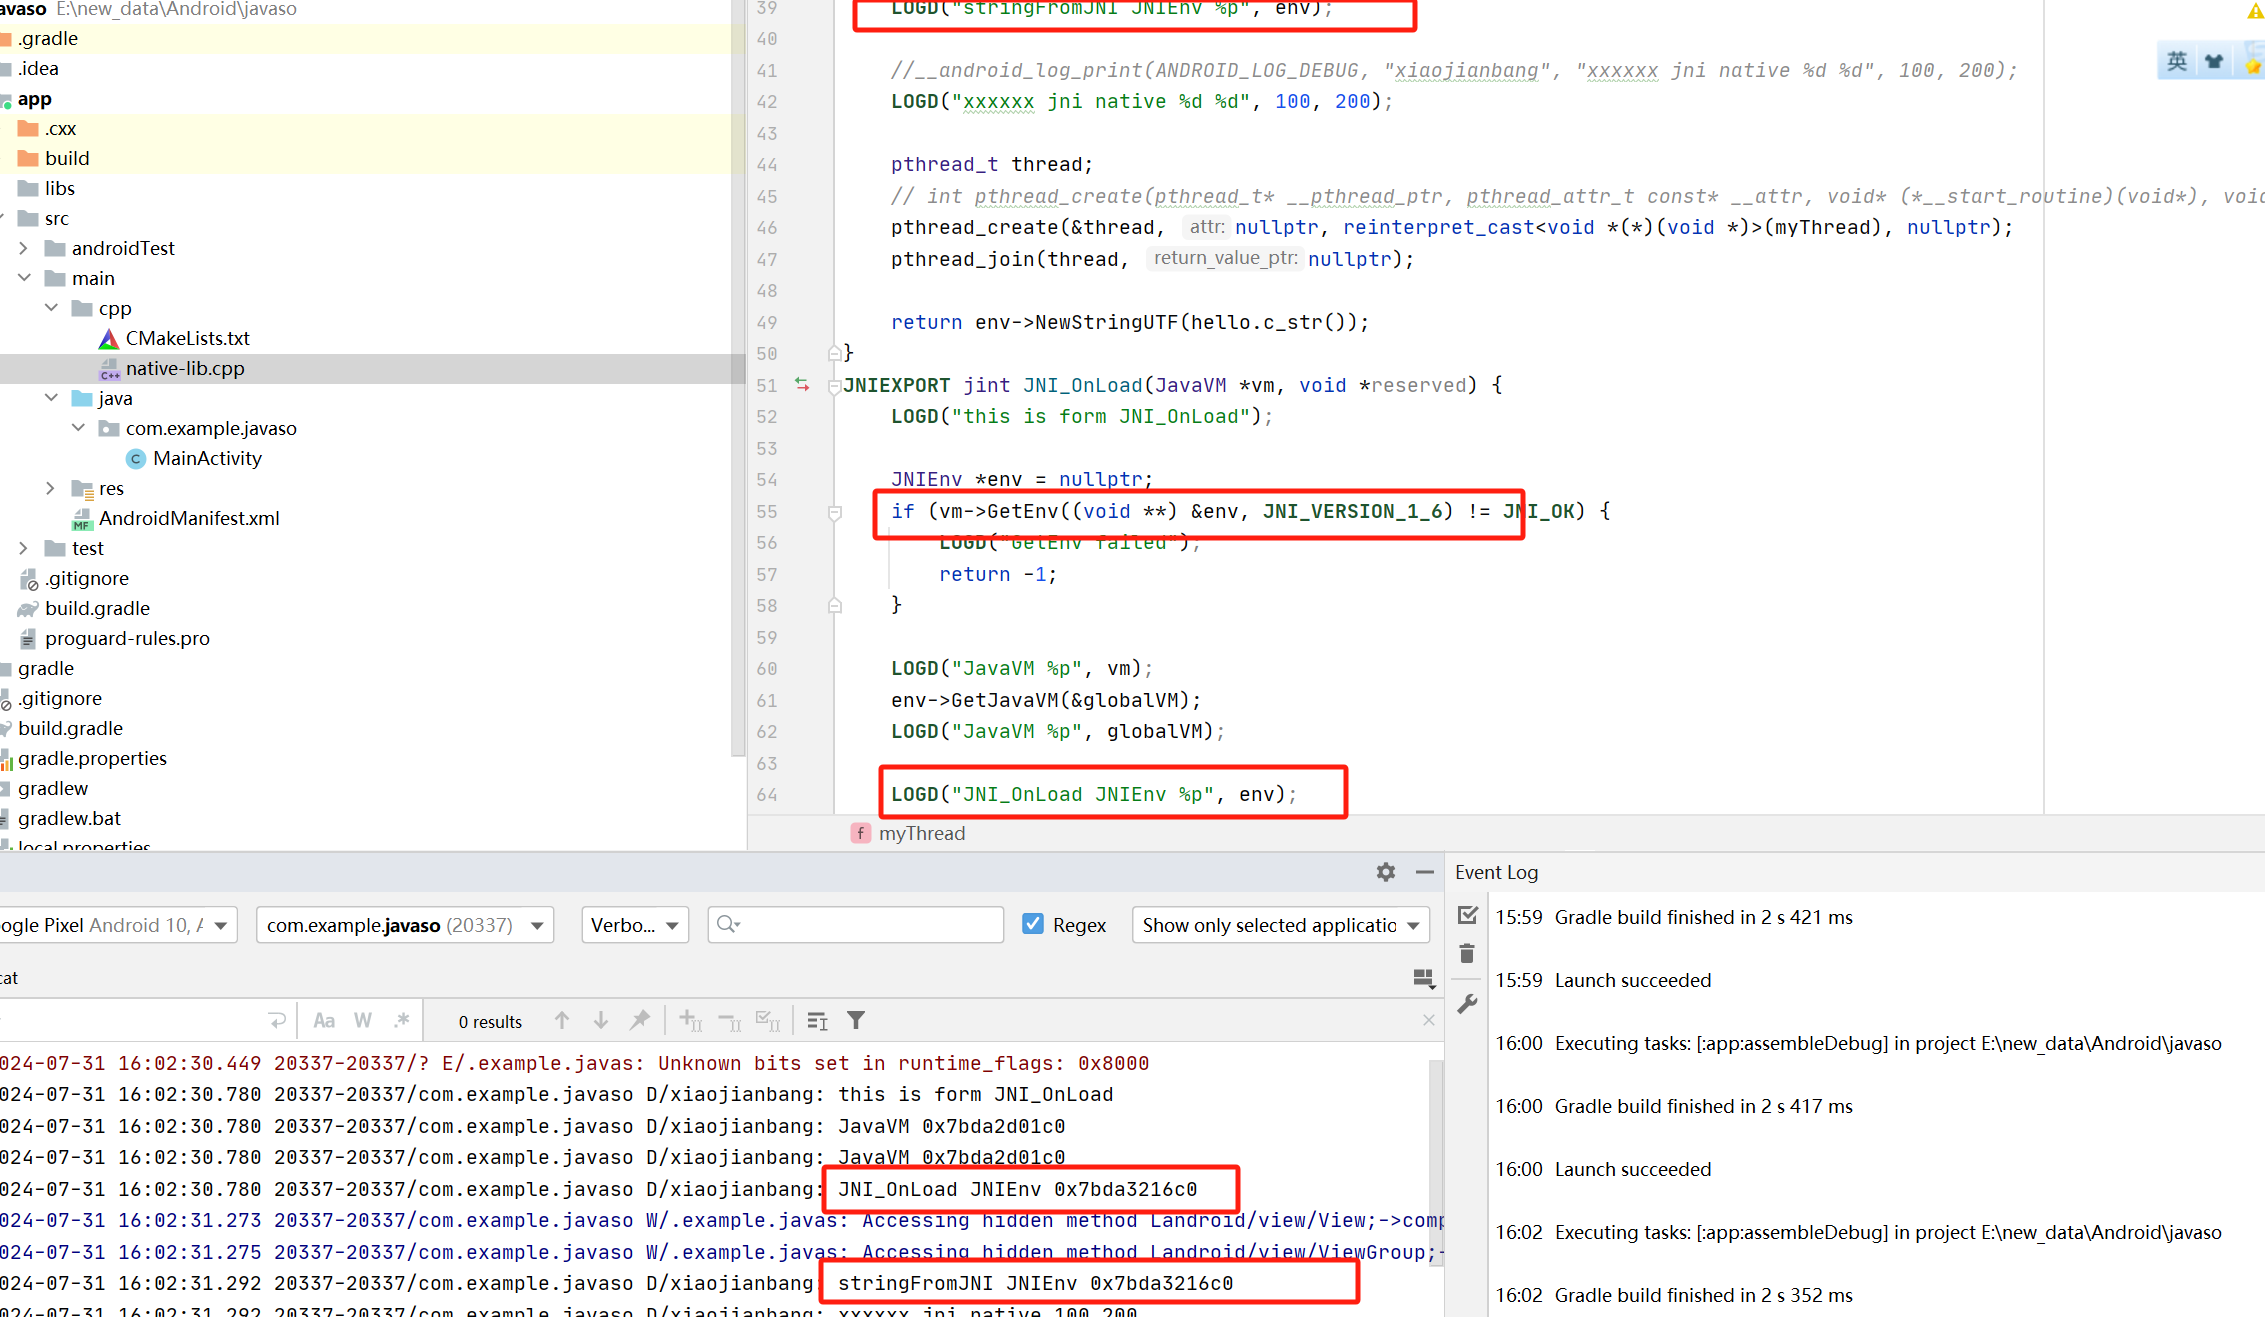 javaso E:\new_data\Android\javaso
.gradle
.idea
app
.cxx
build
libs
src
androidTest
main
cpp
CMakeLists.txt
native-lib.cpp
java
com.example.javaso
MainActivity
res
AndroidManifest.xml
test
.gitignore
build.gradle
proguard-rules.pro
gradle
.gitignore
build.gradle
gradle.properties
gradlew
gradlew.bat
local.properties
39 LOGD("stringFromJNI JNIEnv %p", env);
40
41 //__android_log_print(ANDROID_LOG_DEBUG, "xiaojianbang", "xxxxxx jni native %d %d", 100, 200);
42 LOGD("xxxxxx jni native %d %d", 100, 200);
43
44 pthread_t thread;
45 // int pthread_create(pthread_t* __pthread_ptr, pthread_attr_t const* __attr, void* (*__start_routine)(void*), voi
46 pthread_create(&thread, attr: nullptr, reinterpret_cast<void *(*)(void *)>(myThread), nullptr);
47 pthread_join(thread, return_value_ptr: nullptr);
48
49 return env->NewStringUTF(hello.c_str());
50 }
51 JNIEXPORT jint JNI_OnLoad(JavaVM *vm, void *reserved) {
52 LOGD("this is form JNI_OnLoad");
53
54 JNIEnv *env = nullptr;
55 if (vm->GetEnv((void **) &env, JNI_VERSION_1_6) != JNI_OK) {
56 LOGD("GetEnv failed");
57 return -1;
58 }
59
60 LOGD("JavaVM %p", vm);
61 env->GetJavaVM(&globalVM);
62 LOGD("JavaVM %p", globalVM);
63
64 LOGD("JNI_OnLoad JNIEnv %p", env);
英
f myThread
ogle Pixel Android 10, A com.example.javaso (20337) Verbo... Regex Show only selected applicatio
cat
Aa W .* 0 results
024-07-31 16:02:30.449 20337-20337/? E/.example.javas: Unknown bits set in runtime_flags: 0x8000
024-07-31 16:02:30.780 20337-20337/com.example.javaso D/xiaojianbang: this is form JNI_OnLoad
024-07-31 16:02:30.780 20337-20337/com.example.javaso D/xiaojianbang: JavaVM 0x7bda2d01c0
024-07-31 16:02:30.780 20337-20337/com.example.javaso D/xiaojianbang: JavaVM 0x7bda2d01c0
024-07-31 16:02:30.780 20337-20337/com.example.javaso D/xiaojianbang: JNI_OnLoad JNIEnv 0x7bda3216c0
024-07-31 16:02:31.273 20337-20337/com.example.javaso W/.example.javas: Accessing hidden method Landroid/view/View;->comp
024-07-31 16:02:31.275 20337-20337/com.example.javaso W/.example.javas: Accessing hidden method Landroid/view/ViewGroup;-
024-07-31 16:02:31.292 20337-20337/com.example.javaso D/xiaojianbang: stringFromJNI JNIEnv 0x7bda3216c0
024-07-31 16:02:31.292 20337-20337/com.example.javaso D/xiaojianbang: xxxxxx jni native 100 200
Event Log
15:59 Gradle build finished in 2 s 421 ms
15:59 Launch succeeded
16:00 Executing tasks: [:app:assembleDebug] in project E:\new_data\Android\javaso
16:00 Gradle build finished in 2 s 417 ms
16:00 Launch succeeded
16:02 Executing tasks: [:app:assembleDebug] in project E:\new_data\Android\javaso
16:02 Gradle build finished in 2 s 352 ms